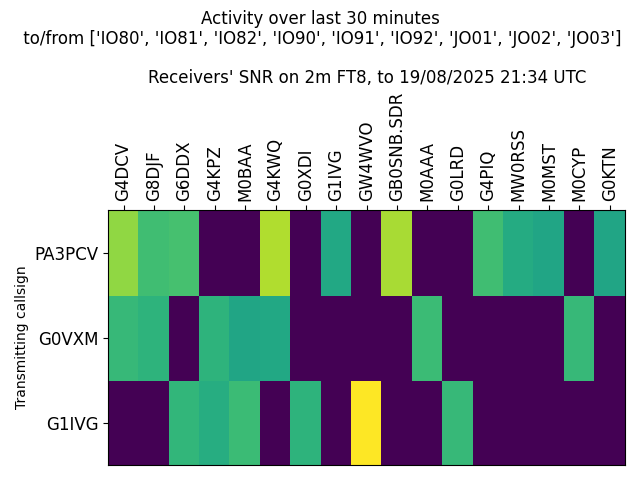 Activity over last 30 minutes
to/from ['IO80', 'IO81', 'IO82', 'IO90', 'IO91', 'IO92', 'JO01', 'JO02', 'JO03']
Receivers' SNR on 2m FT8, to 19/08/2025 21:34 UTC
G4DCV
G8DJF
G6DDX
G4KPZ
M0BAA
G4KWQ
G0XDI
G1IVG
GW4WVO
GB0SNB.SDR
M0AAA
G0LRD
G4PIQ
MW0RSS
M0MST
M0CYP
G0KTN
Transmitting callsign
PA3PCV
G0VXM
G1IVG